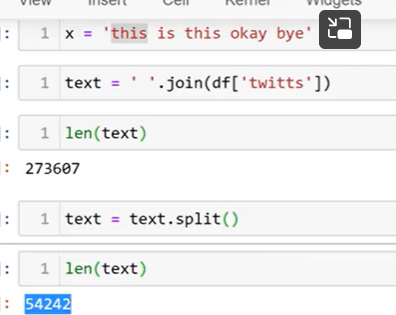 View Insert Cell Kernel Widgets
]: 1 x = 'this is this okay bye'
]: 1 text = ' '.join(df['twitts'])
]: 1 len(text)
]: 273607
]: 1 text = text.split()
]: 1 len(text)
]: 54242